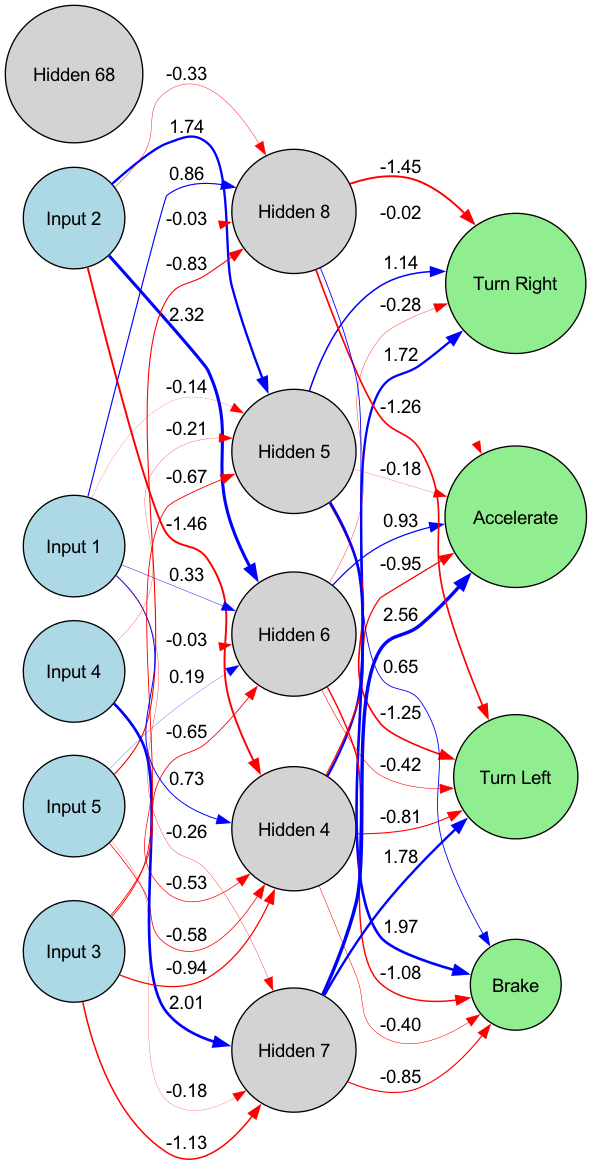 Hidden 68
-0.33
1.74
0.86
Input 2
Hidden 8
-1.45
-0.02
-0.03
-0.83
1.14
Turn Right
-0.28
2.32
1.72
-0.14
-1.26
-0.21
Hidden 5
-0.67
-0.18
-1.46
0.93
Accelerate
Input 1
0.33
-0.95
-0.03
Hidden 6
2.56
Input 4
0.19
0.65
-0.65
-1.25
0.73
-0.42
Turn Left
Input 5
-0.26
Hidden 4
-0.81
1.78
-0.53
-0.58
1.97
Input 3
-0.94
-1.08
Brake
2.01
-0.40
Hidden 7
-0.85
-0.18
-1.13